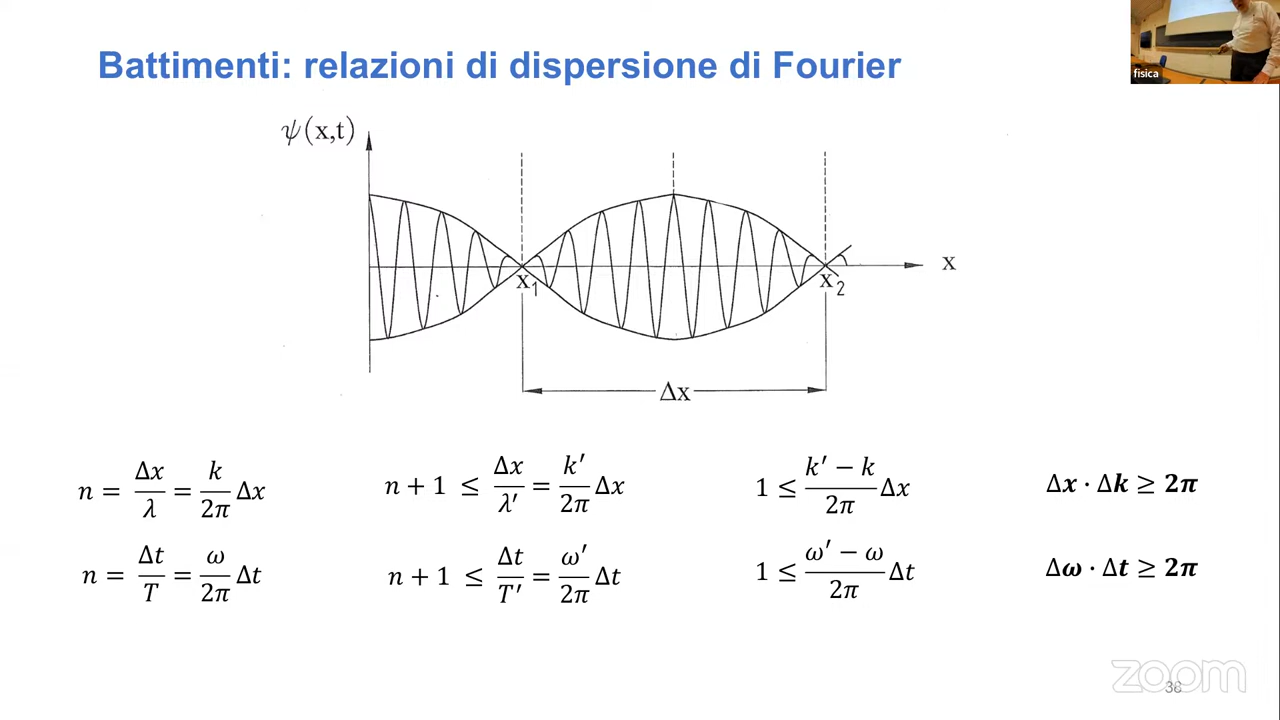 Battimenti: relazioni di dispersione di Fourier
fisica
ψ(x,t)
x
x₁
x₂
Δx
n = Δx/λ = k/2π Δx
n + 1 ≤ Δx/λ′ = k′/2π Δx
1 ≤ (k′ − k)/2π Δx
Δx · Δk ≥ 2π
n = Δt/T = ω/2π Δt
n + 1 ≤ Δt/T′ = ω′/2π Δt
1 ≤ (ω′ − ω)/2π Δt
Δω · Δt ≥ 2π
zoom
38